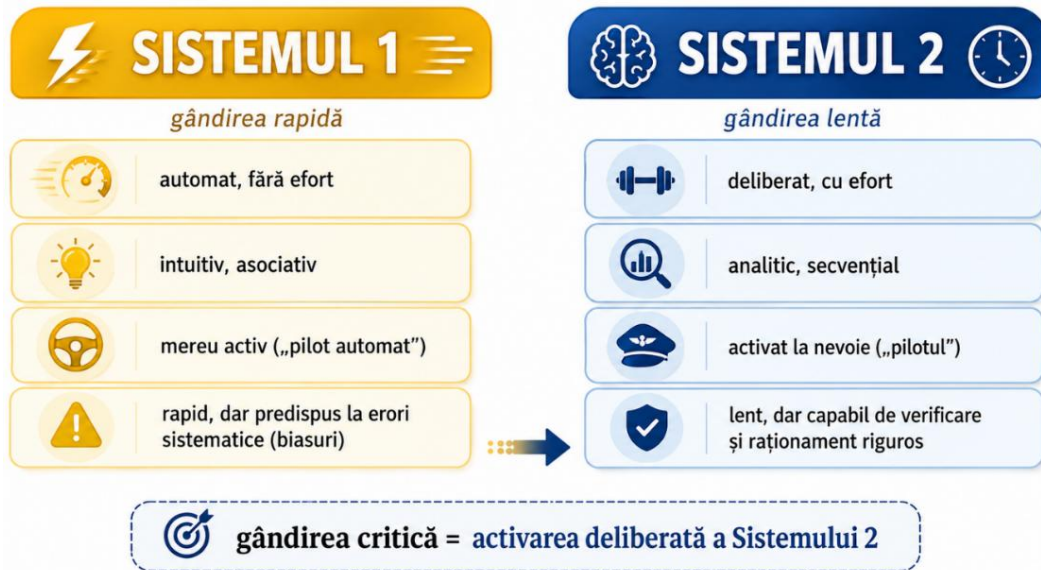 SISTEMUL 1
gândirea rapidă
automat, fără efort
intuitiv, asociativ
mereu activ („pilot automat”)
rapid, dar predispus la erori
sistematice (biasuri)
SISTEMUL 2
gândirea lentă
deliberat, cu efort
analitic, secvențial
activat la nevoie („pilotul”)
lent, dar capabil de verificare
și raționament riguros
gândirea critică = activarea deliberată a Sistemului 2